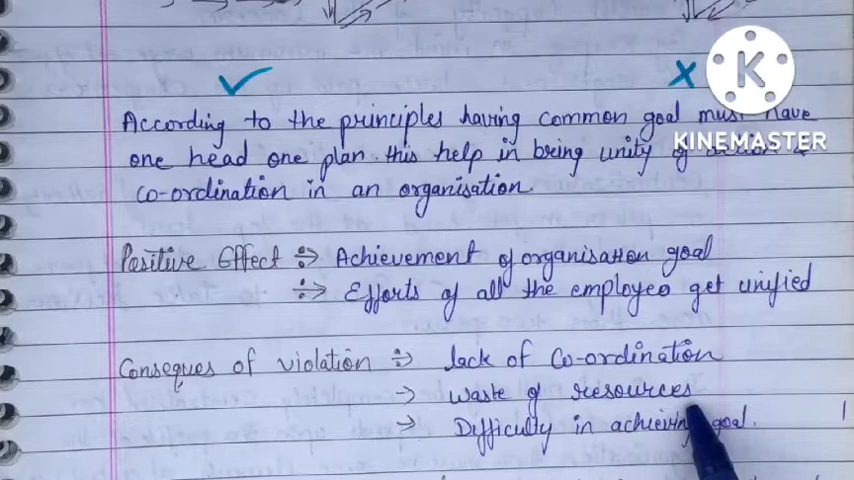 According to the principles having common goal must have
one head one plan. this help in bring unity of action &
co-ordination in an organisation.
Positive Effect ÷> Achievement of organisation goal
÷> Efforts of all the employee get unified
Conseques of violation ÷> lack of Co-ordination
-> waste of resources
-> Difficulty in achieving goal.
K
KINEMASTER